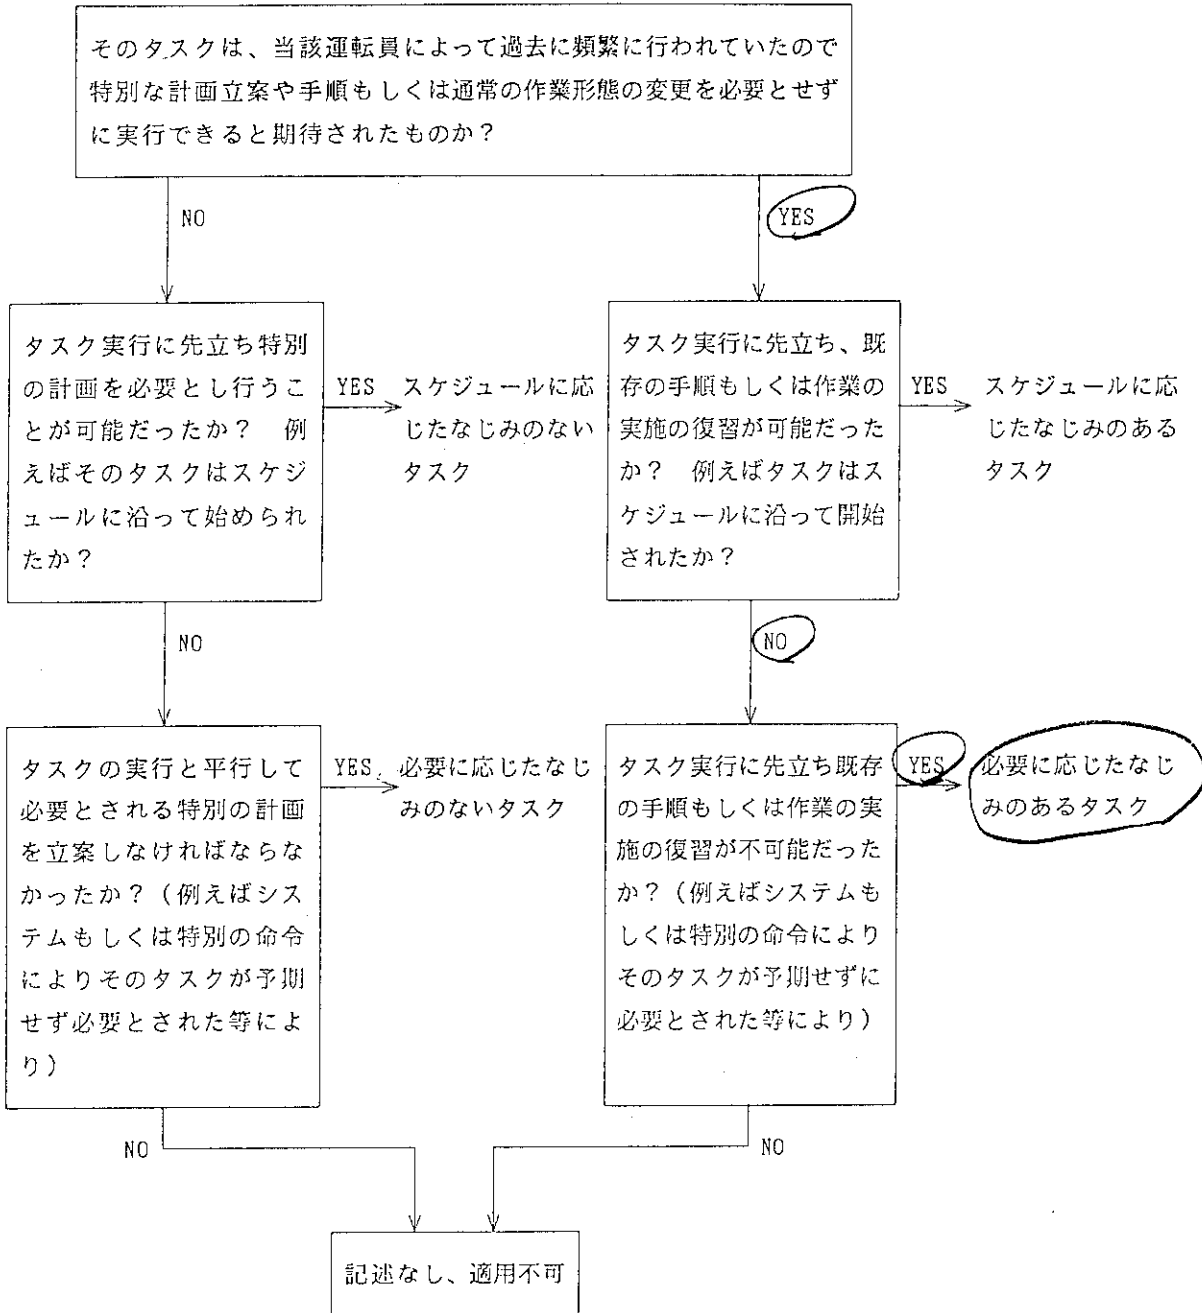 そのタスクは、当該運転員によって過去に頻繁に行われていたので
特別な計画立案や手順もしくは通常の作業形態の変更を必要とせず
に実行できると期待されたものか?
NO
YES
タスク実行に先立ち特別
の計画を必要とし行うこ
とが可能だったか? 例
えばそのタスクはスケジ
ュールに沿って始められ
たか?
YES
スケジュールに応
じたなじみのない
タスク
タスク実行に先立ち、既
存の手順もしくは作業の
実施の復習が可能だった
か? 例えばタスクはス
ケジュールに沿って開始
されたか?
YES
スケジュールに応
じたなじみのある
タスク
NO
NO
タスクの実行と平行して
必要とされる特別の計画
を立案しなければならな
かったか?(例えばシス
テムもしくは特別の命令
によりそのタスクが予期
せず必要とされた等によ
り)
YES
必要に応じたなじ
みのないタスク
タスク実行に先立ち既存
の手順もしくは作業の実
施の復習が不可能だった
か?(例えばシステムも
しくは特別の命令により
そのタスクが予期せずに
必要とされた等により)
YES
必要に応じたなじ
みのあるタスク
NO
NO
記述なし、適用不可